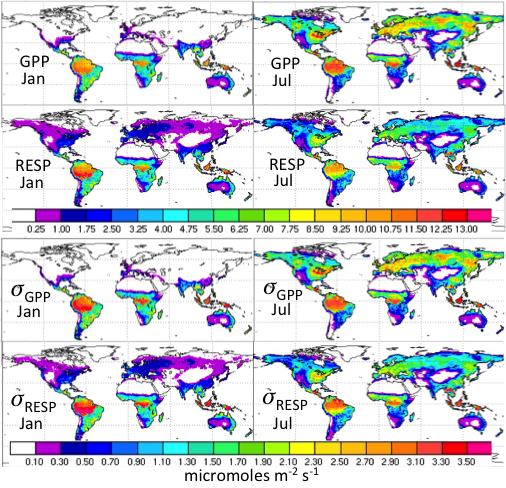 GPP
Jan
GPP
Jul
RESP
Jan
RESP
Jul
0.25 1.00 1.75 2.50 3.25 4.00 4.75 5.50 6.25 7.00 7.75 8.50 9.25 10.00 10.75 11.50 12.25 13.00
σGPP
Jan
σGPP
Jul
σRESP
Jan
σRESP
Jul
0.10 0.30 0.50 0.70 0.90 1.10 1.30 1.50 1.70 1.90 2.10 2.30 2.50 2.70 2.90 3.10 3.30 3.50
micromoles m⁻² s⁻¹